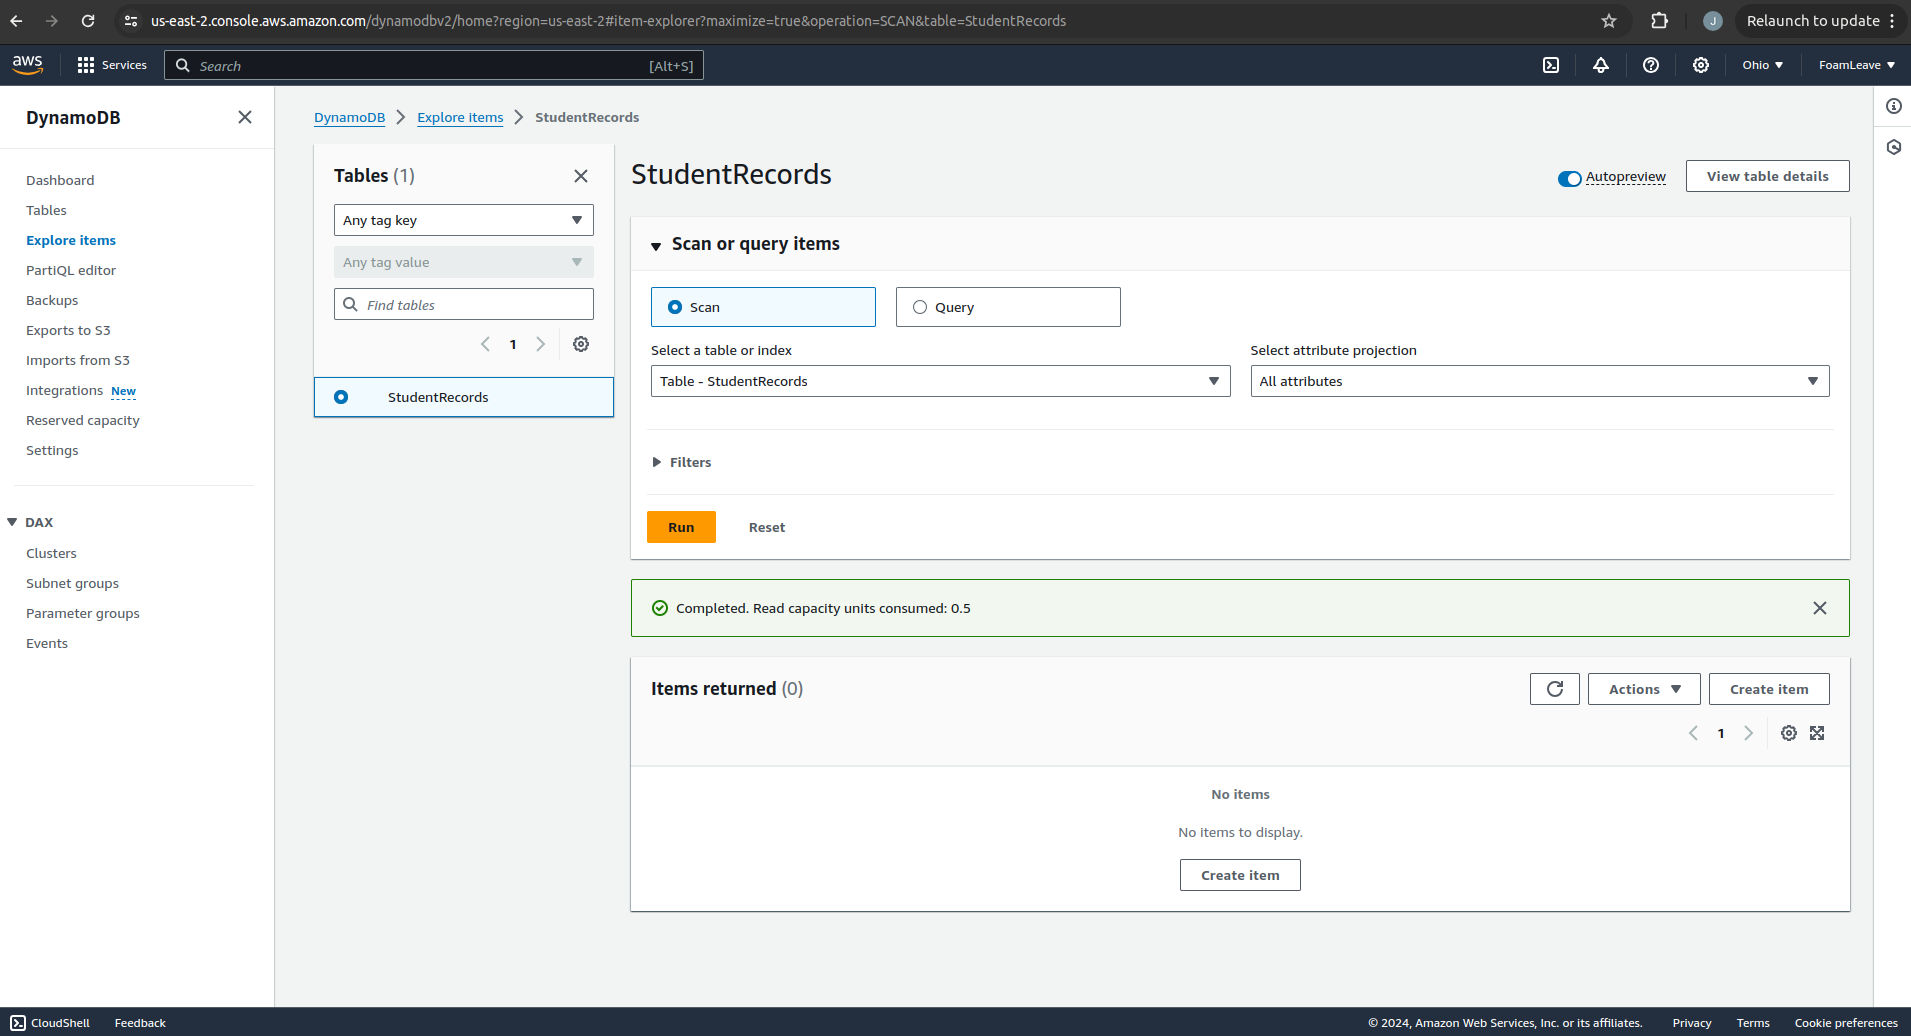 us-east-2.console.aws.amazon.com/dynamodbv2/home?region=us-east-2#item-explorer?maximize=true&operation=SCAN&table=StudentRecords
J
Relaunch to update
aws
Services
Search
[Alt+S]
Ohio
FoamLeave
DynamoDB
Dashboard
Tables
Explore items
PartiQL editor
Backups
Exports to S3
Imports from S3
Integrations New
Reserved capacity
Settings
DAX
Clusters
Subnet groups
Parameter groups
Events
DynamoDB
Explore items
StudentRecords
Tables (1)
Any tag key
Any tag value
Find tables
1
StudentRecords
StudentRecords
Autopreview
View table details
Scan or query items
Scan
Query
Select a table or index
Table - StudentRecords
Select attribute projection
All attributes
Filters
Run
Reset
Completed. Read capacity units consumed: 0.5
Items returned (0)
Actions
Create item
1
No items
No items to display.
Create item
CloudShell
Feedback
© 2024, Amazon Web Services, Inc. or its affiliates.
Privacy
Terms
Cookie preferences